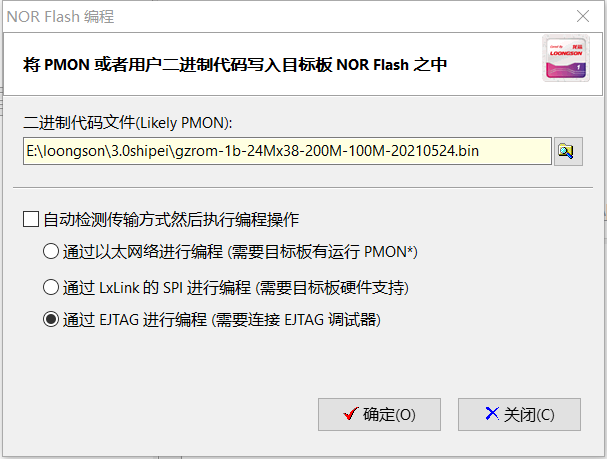 NOR Flash 编程
将 PMON 或者用户二进制代码写入目标板 NOR Flash 之中
龙芯
LOONGSON
二进制代码文件(Likely PMON):
E:\loongson\3.0shipei\gzrom-1b-24Mx38-200M-100M-20210524.bin
自动检测传输方式然后执行编程操作
通过以太网络进行编程 (需要目标板有运行 PMON*)
通过 LxLink 的 SPI 进行编程 (需要目标板硬件支持)
通过 EJTAG 进行编程 (需要连接 EJTAG 调试器)
确定(O)
关闭(C)